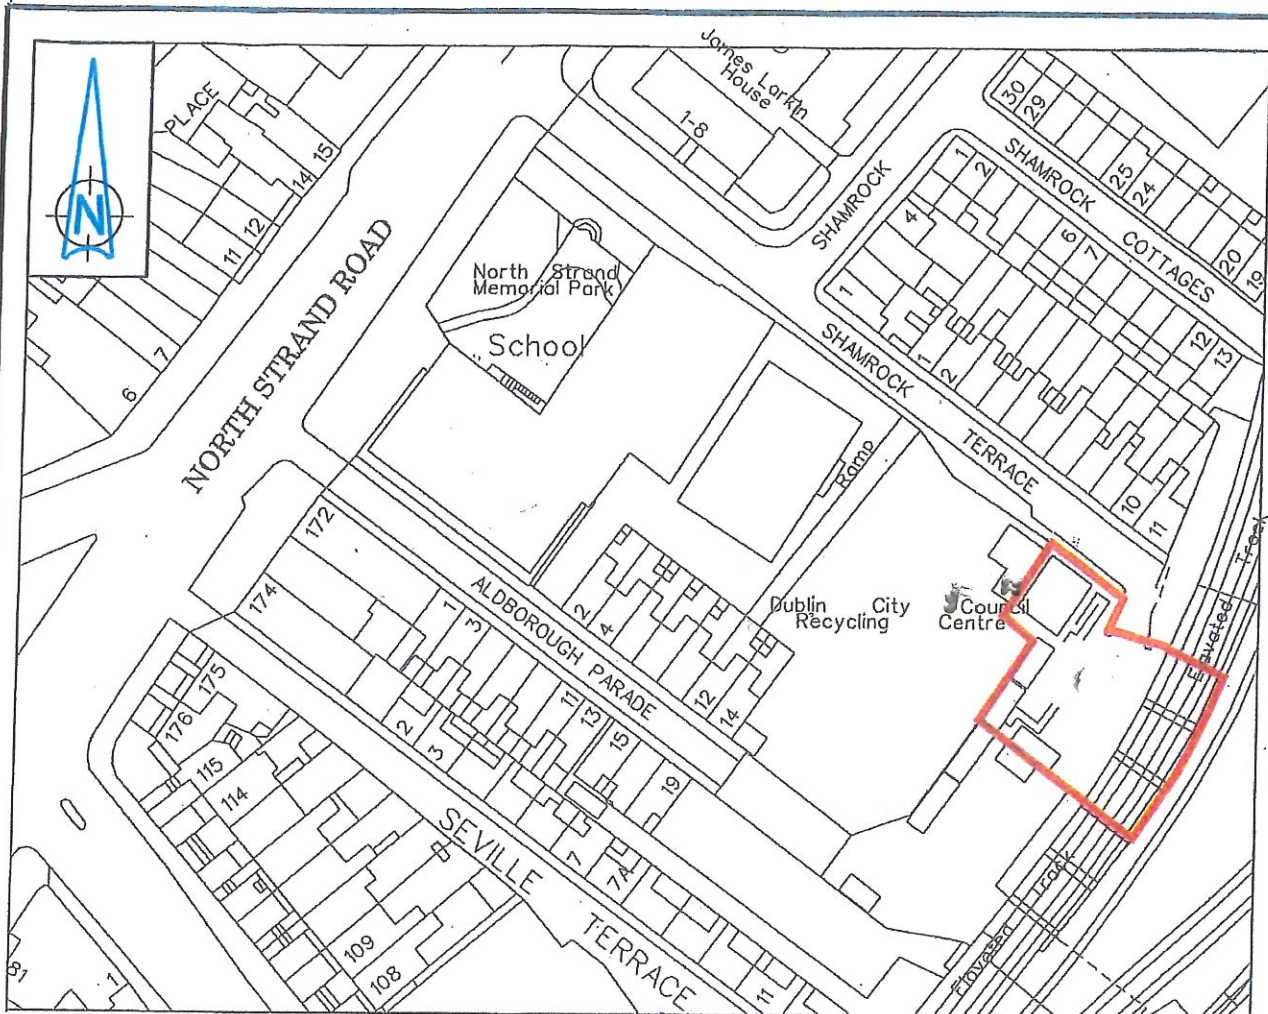 N
PLACE
15
14
12
11
7
6
NORTH STRAND ROAD
James Larkin
House
1-8
North Strand
Memorial Park
School
SHAMROCK
30
29
SHAMROCK
COTTAGES
25
24
20
19
1
2
4
6
7
12
13
1
1
2
SHAMROCK
TERRACE
10
11
Ramp
Dublin City Council
Recycling Centre
Elevated Track
172
174
ALDBOROUGH PARADE
1
3
2
4
12
14
11
13
15
19
2
3
7
7A
11
175
176
115
114
SEVILLE
TERRACE
109
108
81
1
Elevated Track